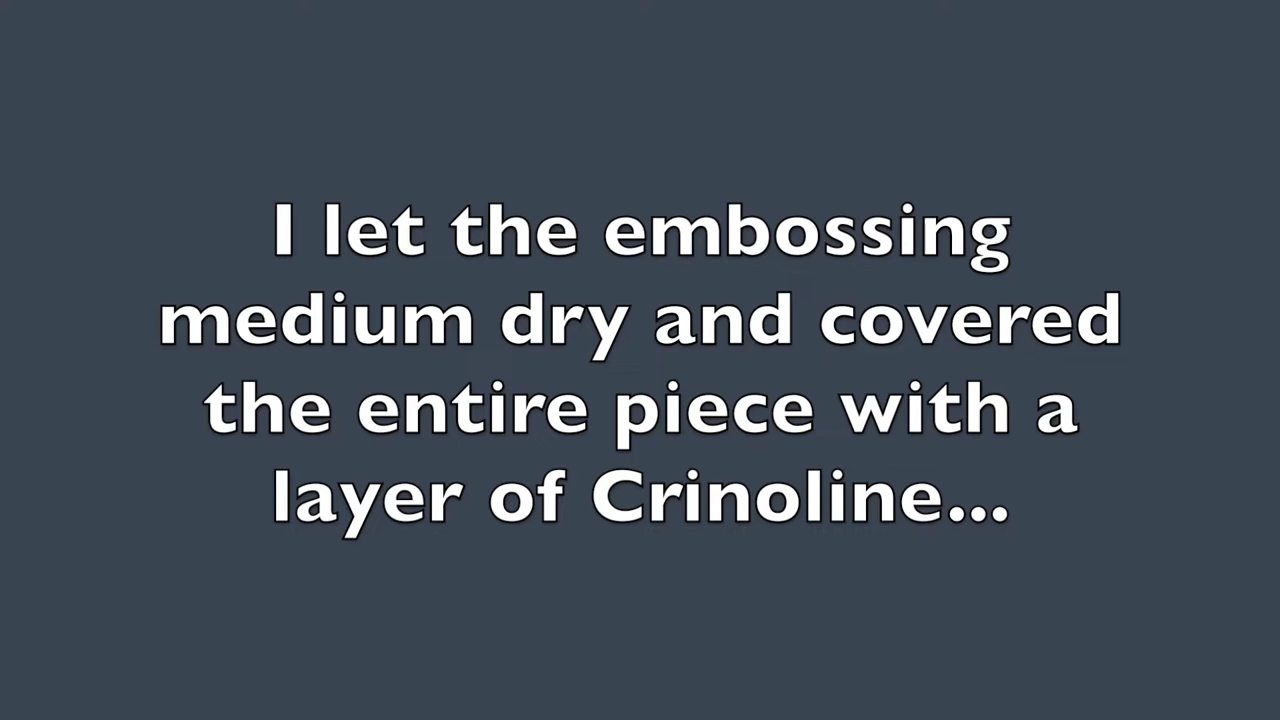 I let the embossing
medium dry and covered
the entire piece with a
layer of Crinoline...